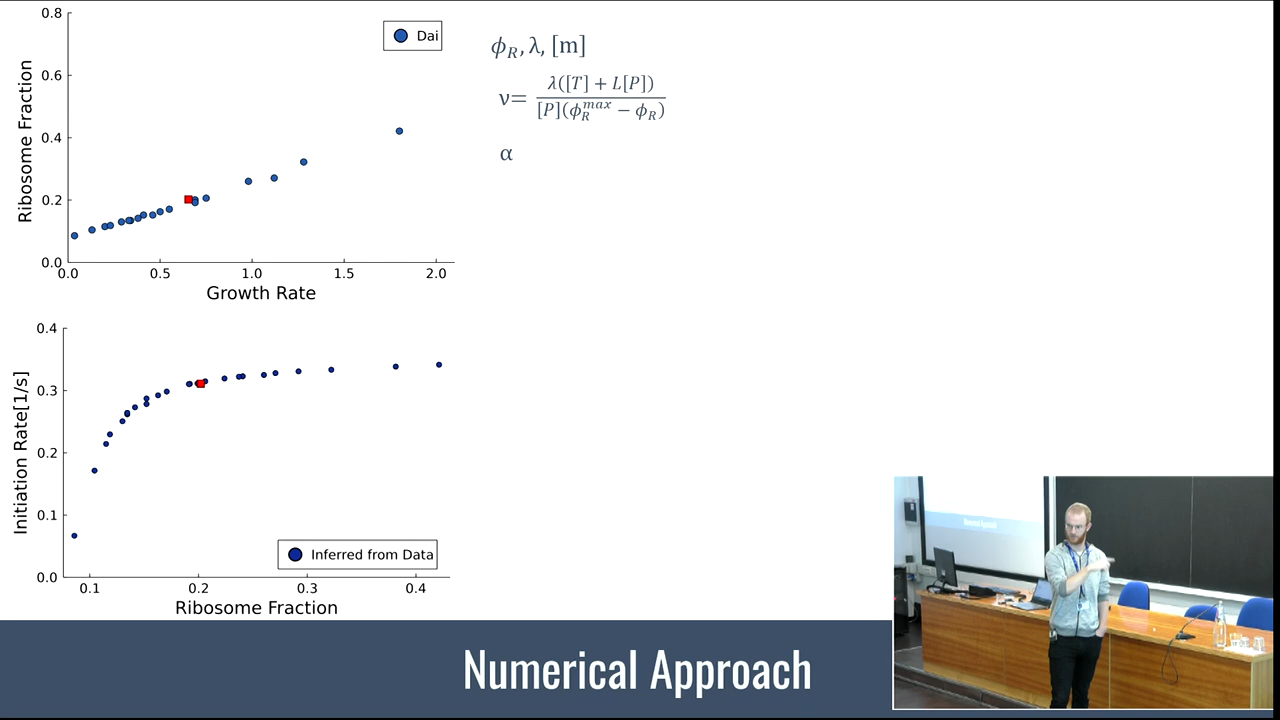 0.8
0.6
0.4
0.2
0.0
Ribosome Fraction
Dai
0.0 0.5 1.0 1.5 2.0
Growth Rate
ϕ_R, λ, [m]
ν= λ([T] + L[P]) / [P](ϕ_R^max − ϕ_R)
α
0.4
0.3
0.2
0.1
0.0
Initiation Rate[1/s]
Inferred from Data
0.1 0.2 0.3 0.4
Ribosome Fraction
Numerical Approach
Numerical Approach